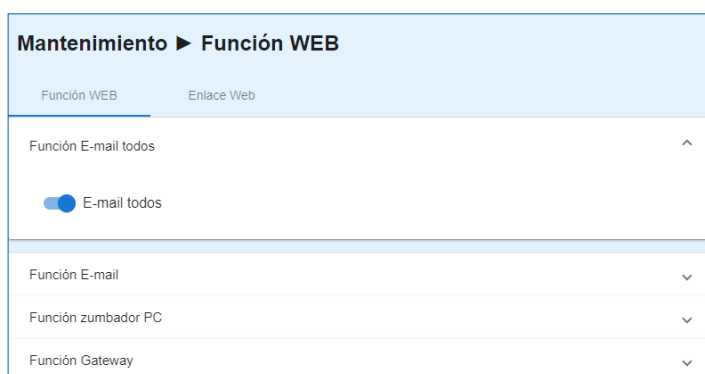 Mantenimiento ► Función WEB
Función WEB Enlace Web
Función E-mail todos
E-mail todos
Función E-mail
Función zumbador PC
Función Gateway